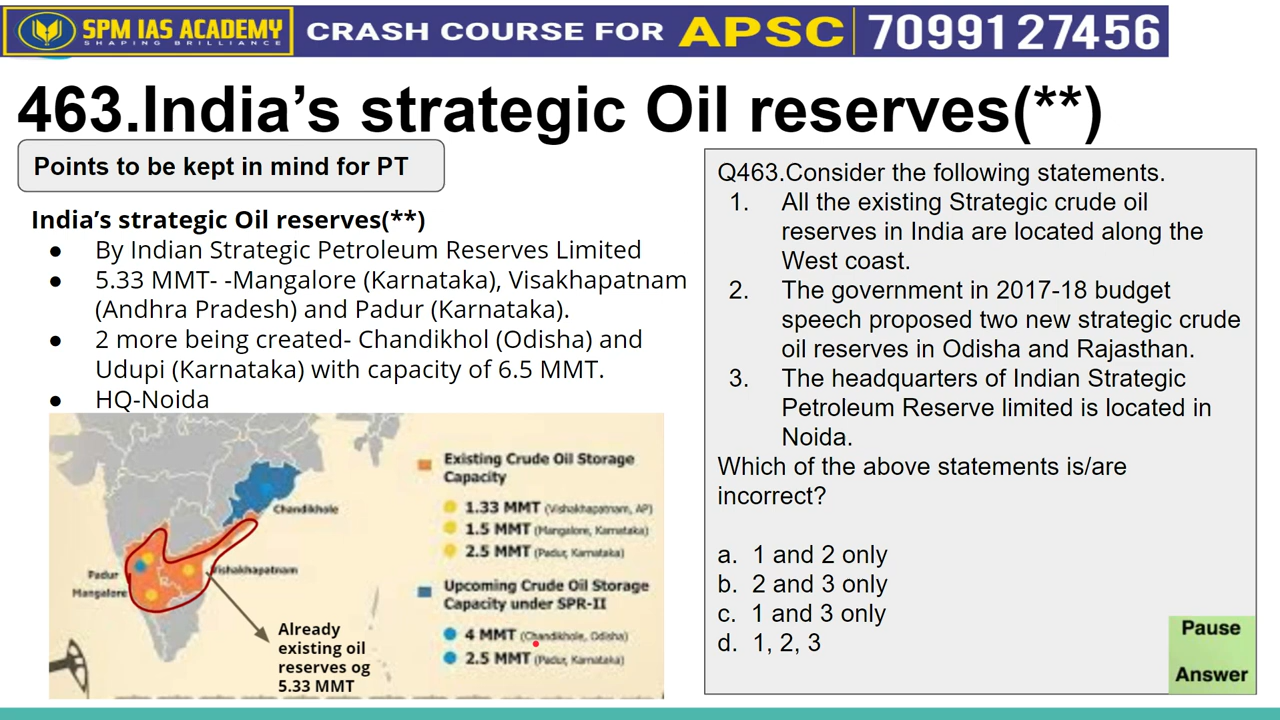 SPM IAS ACADEMY
SHAPING BRILLIANCE
CRASH COURSE FOR APSC 7099127456
463.India’s strategic Oil reserves(**)
Points to be kept in mind for PT
India’s strategic Oil reserves(**)
● By Indian Strategic Petroleum Reserves Limited
● 5.33 MMT- -Mangalore (Karnataka), Visakhapatnam
(Andhra Pradesh) and Padur (Karnataka).
● 2 more being created- Chandikhol (Odisha) and
Udupi (Karnataka) with capacity of 6.5 MMT.
● HQ-Noida
Chandikhole
Vishakhapatnam
Padur
Mangalore
Already
existing oil
reserves og
5.33 MMT
Existing Crude Oil Storage
Capacity
1.33 MMT (Vishakhapatnam, AP)
1.5 MMT (Mangalore, Karnataka)
2.5 MMT (Padur, Karnataka)
Upcoming Crude Oil Storage
Capacity under SPR-II
4 MMT (Chandikhole, Odisha)
2.5 MMT (Padur, Karnataka)
Q463.Consider the following statements.
1. All the existing Strategic crude oil
reserves in India are located along the
West coast.
2. The government in 2017-18 budget
speech proposed two new strategic crude
oil reserves in Odisha and Rajasthan.
3. The headquarters of Indian Strategic
Petroleum Reserve limited is located in
Noida.
Which of the above statements is/are
incorrect?
a. 1 and 2 only
b. 2 and 3 only
c. 1 and 3 only
d. 1, 2, 3
Pause
Answer